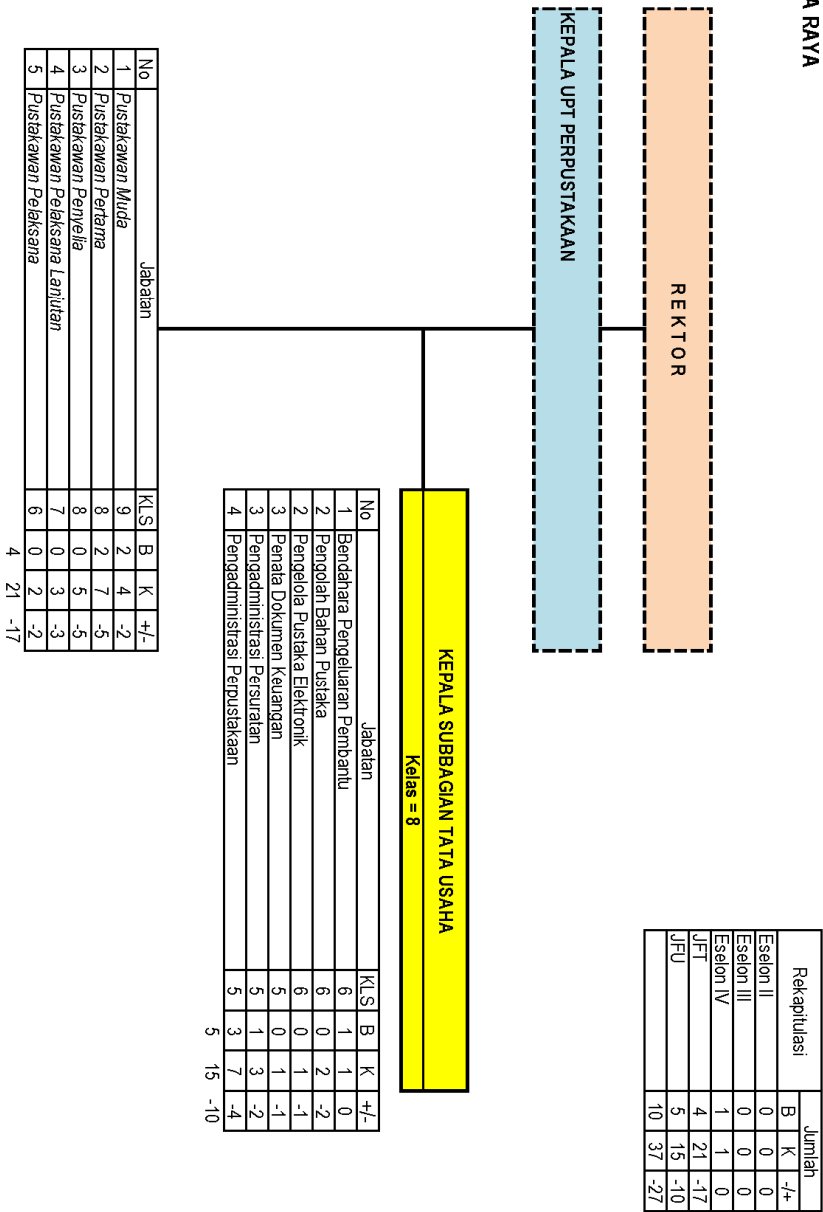 A RAYA
REKTOR
KEPALA UPT PERPUSTAKAAN
Rekapitulasi Jumlah
B K -/+
Eselon II 0 0 0
Eselon III 0 0 0
Eselon IV 1 1 0
JFT 4 21 -17
JFU 5 15 -10
10 37 -27
KEPALA SUBBAGIAN TATA USAHA
Kelas = 8
No Jabatan KLS B K +/-
1 Bendahara Pengeluaran Pembantu 6 1 1 0
2 Pengolah Bahan Pustaka 6 0 2 -2
2 Pengelola Pustaka Elektronik 6 0 1 -1
3 Penata Dokumen Keuangan 5 0 1 -1
3 Pengadministrasi Persuratan 5 1 3 -2
4 Pengadministrasi Perpustakaan 5 3 7 -4
5 15 -10
No Jabatan KLS B K +/-
1 Pustakawan Muda 9 2 4 -2
2 Pustakawan Pertama 8 2 7 -5
3 Pustakawan Penyelia 8 0 5 -5
4 Pustakawan Pelaksana Lanjutan 7 0 3 -3
5 Pustakawan Pelaksana 6 0 2 -2
4 21 -17